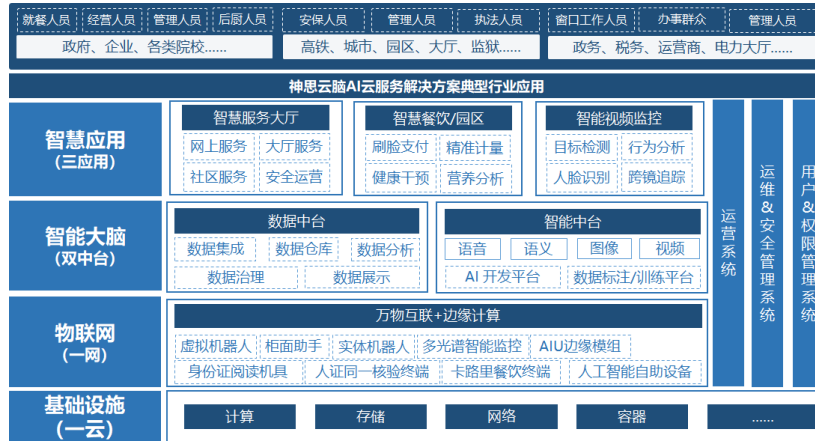 就餐人员 经营人员 管理人员 后厨人员 安保人员 管理人员 执法人员 窗口工作人员 办事群众 管理人员
政府、企业、各类院校...... 高铁、城市、园区、大厅、监狱...... 政务、税务、运营商、电力大厅......
神思云脑AI云服务解决方案典型行业应用
智慧应用
(三应用)
智慧服务大厅
网上服务 大厅服务
社区服务 安全运营
智慧餐饮/园区
刷脸支付 精准计量
健康干预 营养分析
智能视频监控
目标检测 行为分析
人脸识别 跨镜追踪
智能大脑
(双中台)
数据中台
数据集成 数据仓库 数据分析
数据治理 数据展示
智能中台
语音 语义 图像 视频
AI 开发平台 数据标注/训练平台
物联网
(一网)
万物互联+边缘计算
虚拟机器人 柜面助手 实体机器人 多光谱智能监控 AIU边缘模组
身份证阅读机具 人证同一核验终端 卡路里餐饮终端 人工智能自助设备
基础设施
(一云)
计算 存储 网络 容器 ......
运营系统
运维&安全管理系统
用户&权限管理系统